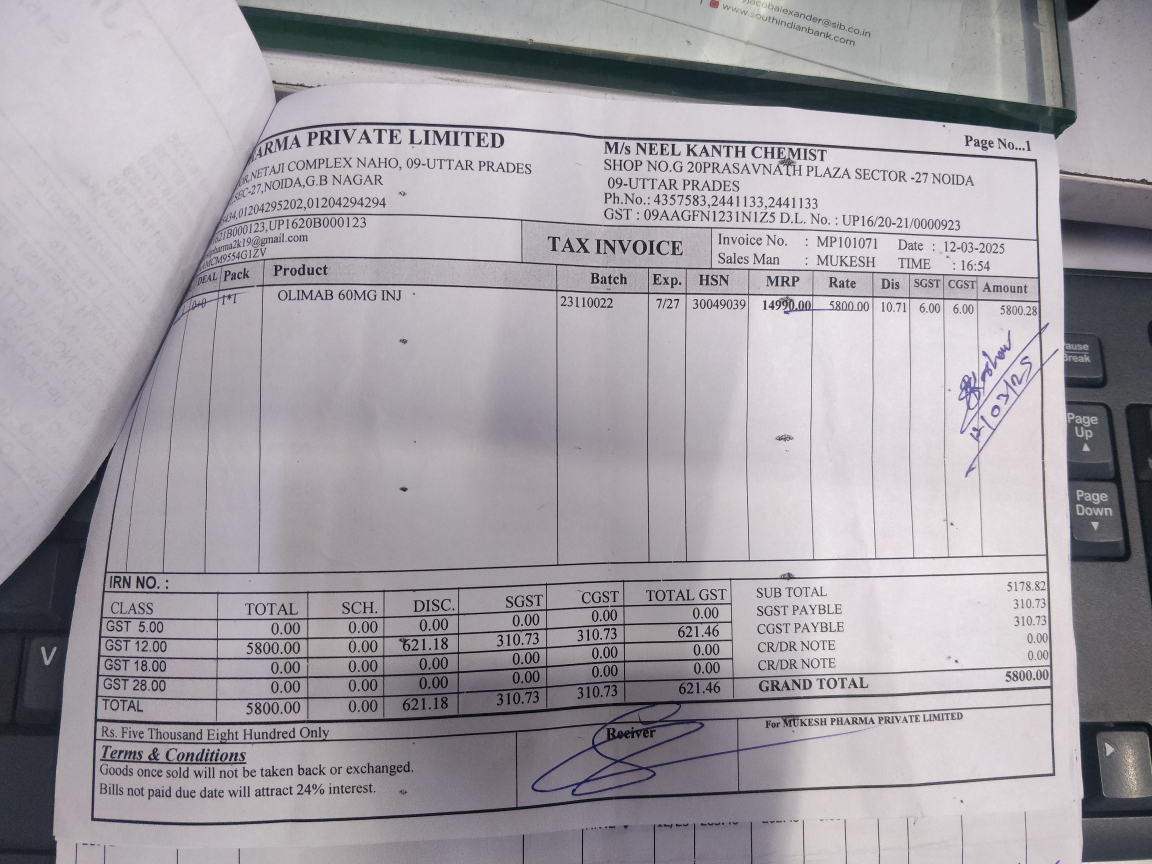 jacobalexander@sib.co.in
www.southindianbank.com
ARMA PRIVATE LIMITED
NETAJI COMPLEX NAHO, 09-UTTAR PRADES
SEC-27,NOIDA,G.B NAGAR
434,01204295202,01204294294
21B000123,UP1620B000123
pharma2k19@gmail.com
MCM9554G1ZV
M/s NEEL KANTH CHEMIST
SHOP NO.G 20PRASAVNATH PLAZA SECTOR -27 NOIDA
09-UTTAR PRADES
Ph.No.: 4357583,2441133,2441133
GST : 09AAGFN1231N1Z5 D.L. No. : UP16/20-21/0000923
Page No...1
TAX INVOICE
Invoice No. : MP101071 Date : 12-03-2025
Sales Man : MUKESH TIME : 16:54
DEAL Pack Product Batch Exp. HSN MRP Rate Dis SGST CGST Amount
1*1 OLIMAB 60MG INJ 23110022 7/27 30049039 14990.00 5800.00 10.71 6.00 6.00 5800.28
12/03/25
IRN NO. :
CLASS TOTAL SCH. DISC. SGST CGST TOTAL GST
GST 5.00 0.00 0.00 0.00 0.00 0.00 0.00
GST 12.00 5800.00 0.00 621.18 310.73 310.73 621.46
GST 18.00 0.00 0.00 0.00 0.00 0.00 0.00
GST 28.00 0.00 0.00 0.00 0.00 0.00 0.00
TOTAL 5800.00 0.00 621.18 310.73 310.73 621.46
SUB TOTAL 5178.82
SGST PAYBLE 310.73
CGST PAYBLE 310.73
CR/DR NOTE 0.00
CR/DR NOTE 0.00
GRAND TOTAL 5800.00
Rs. Five Thousand Eight Hundred Only
Terms & Conditions
Goods once sold will not be taken back or exchanged.
Bills not paid due date will attract 24% interest.
Receiver
For MUKESH PHARMA PRIVATE LIMITED
Pause
Break
Page
Up
Page
Down
V